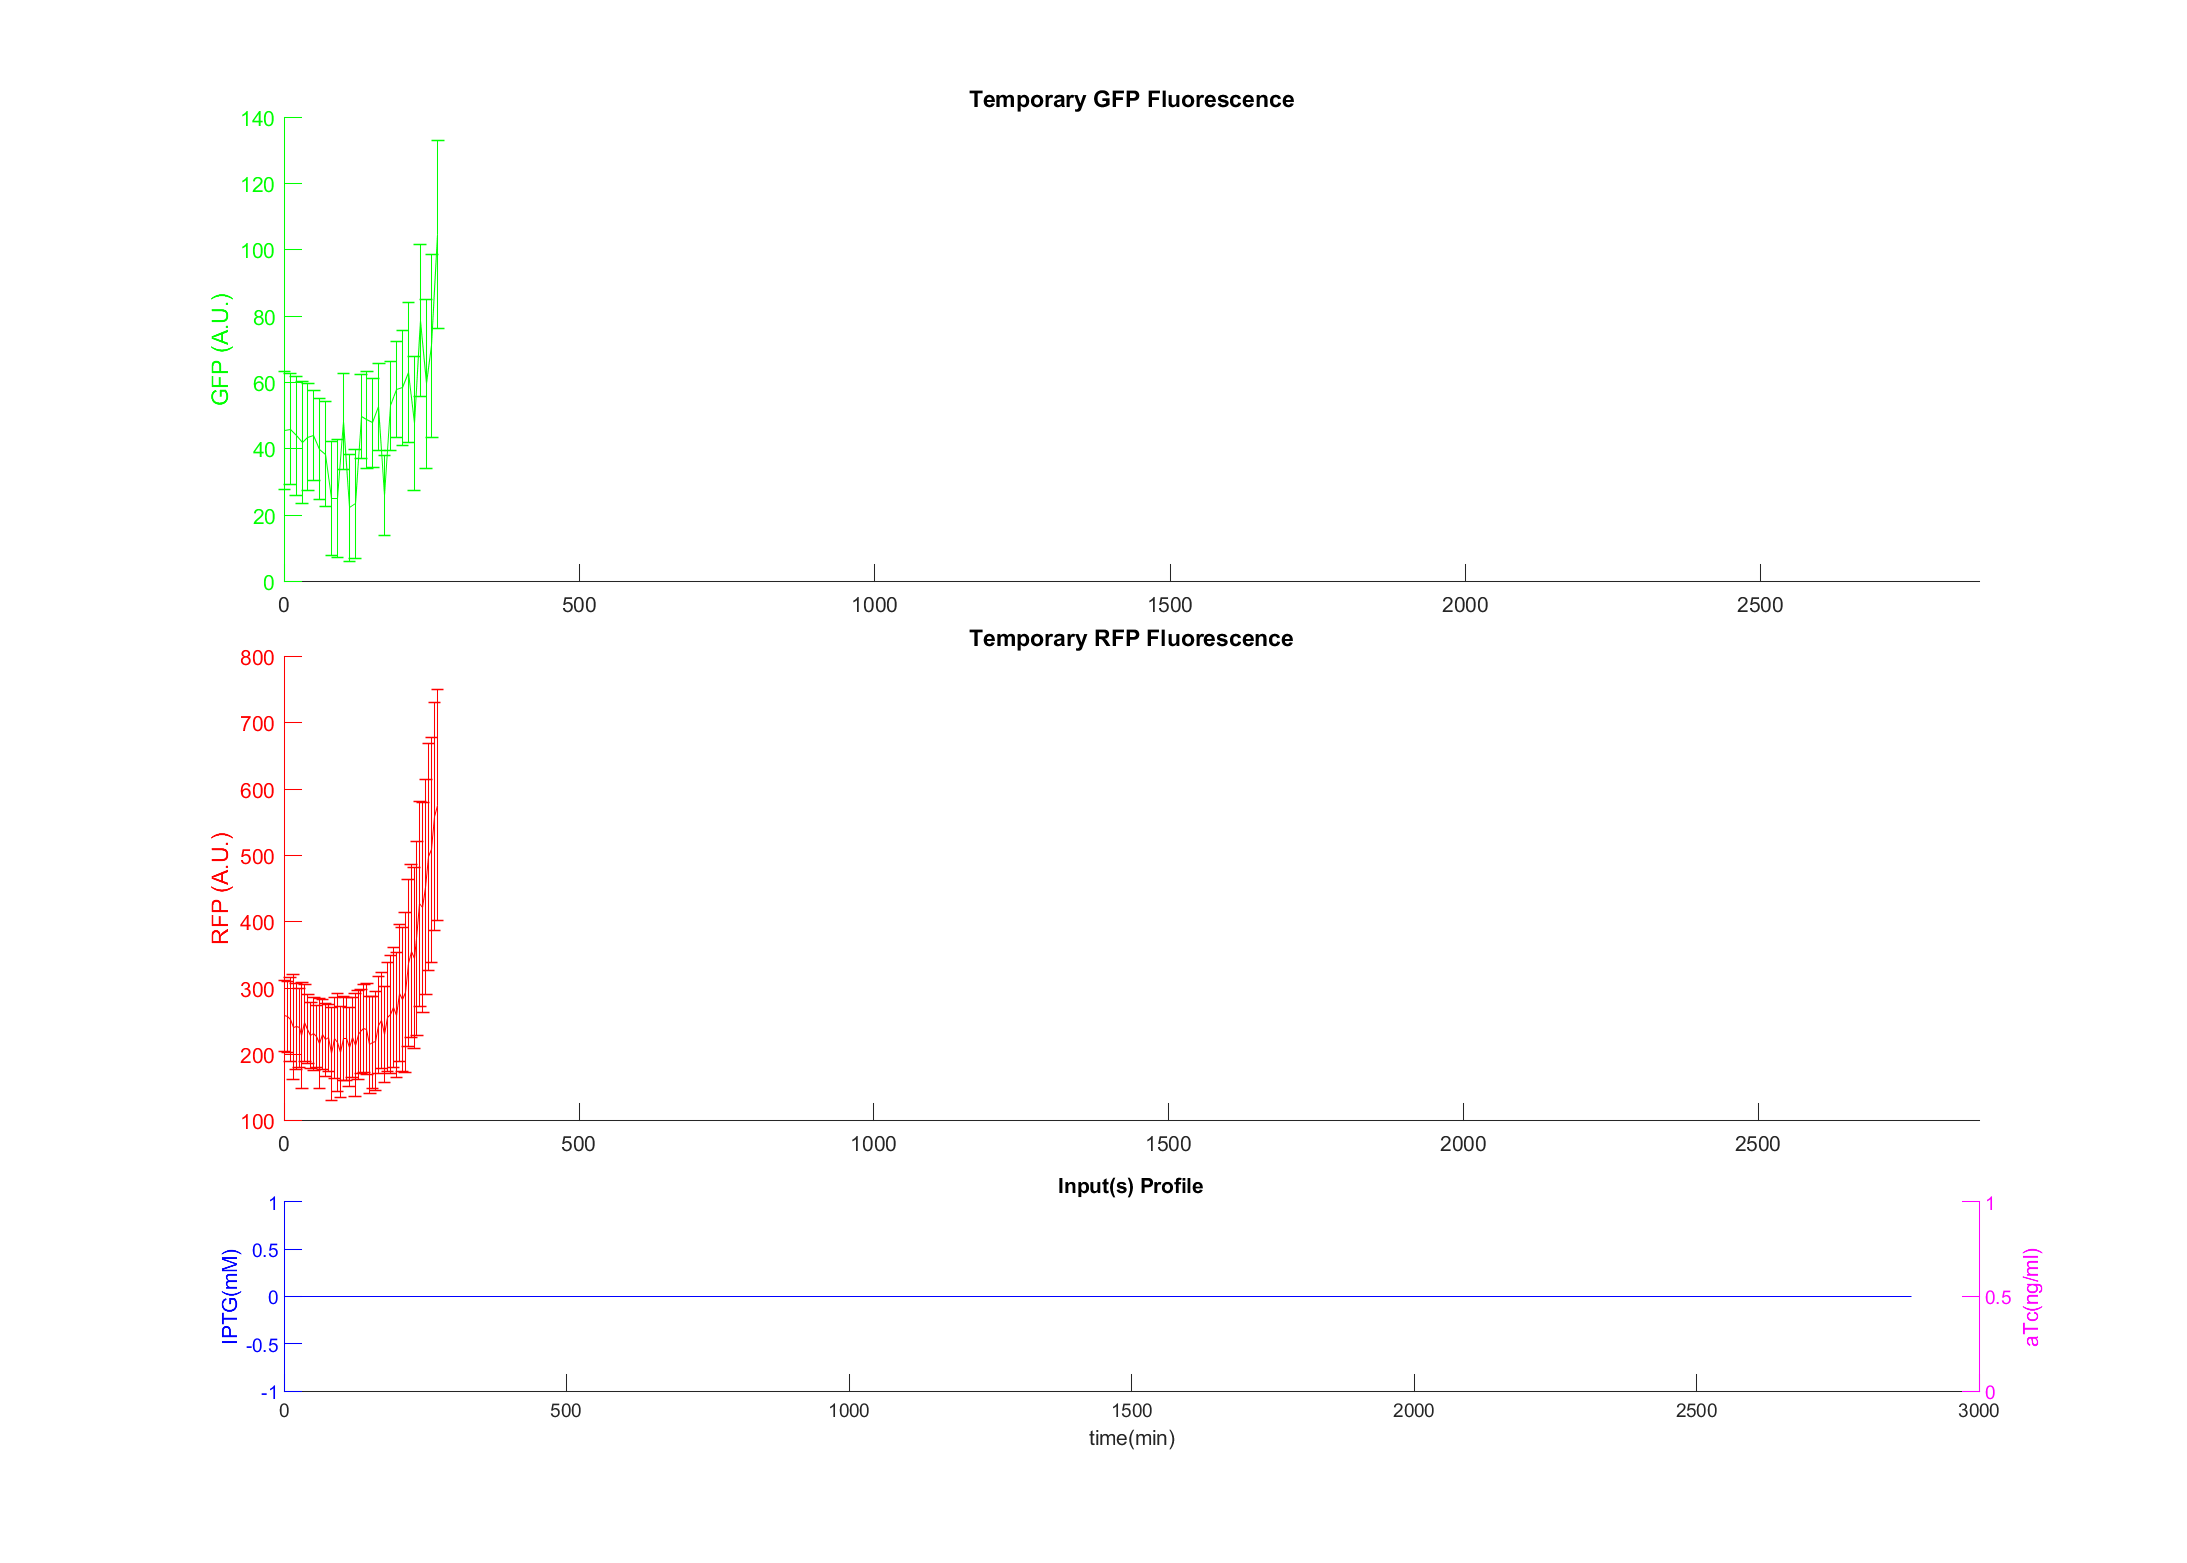 Temporary GFP Fluorescence
140
120
100
80
60
40
20
0
GFP (A.U.)
0 500 1000 1500 2000 2500
Temporary RFP Fluorescence
800
700
600
500
400
300
200
100
RFP (A.U.)
0 500 1000 1500 2000 2500
Input(s) Profile
1
0.5
0
-0.5
-1
IPTG(mM)
1
0.5
0
aTc(ng/ml)
0 500 1000 1500 2000 2500 3000
time(min)